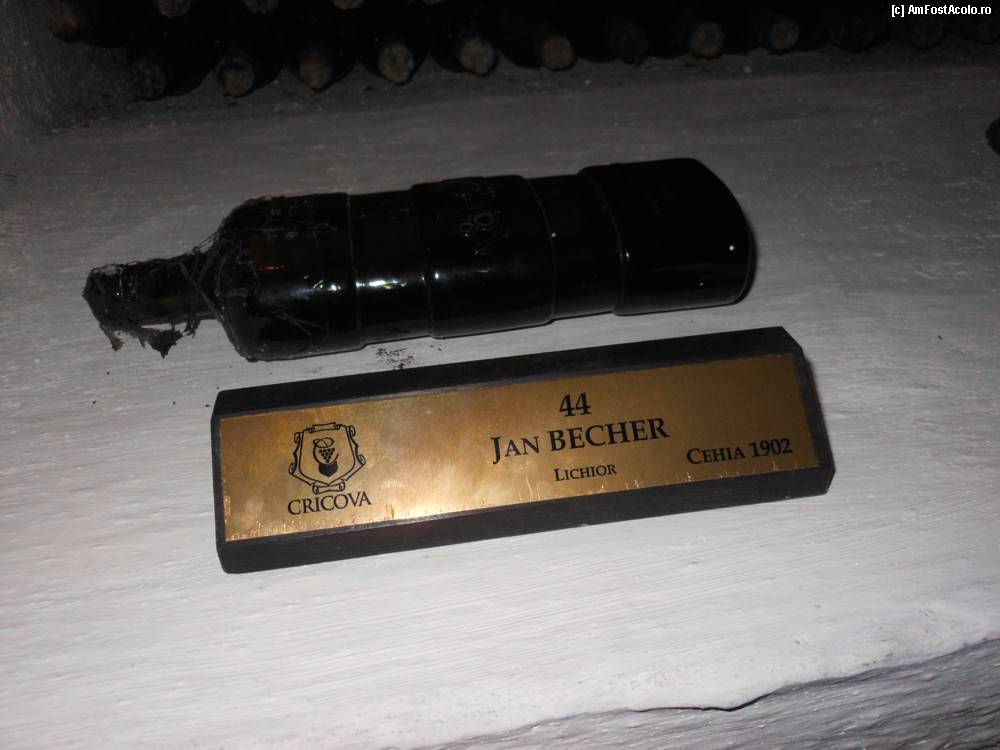 [c] AmFostAcolo.ro
44
JAN BECHER
LICHIOR
CEHIA 1902
CRICOVA